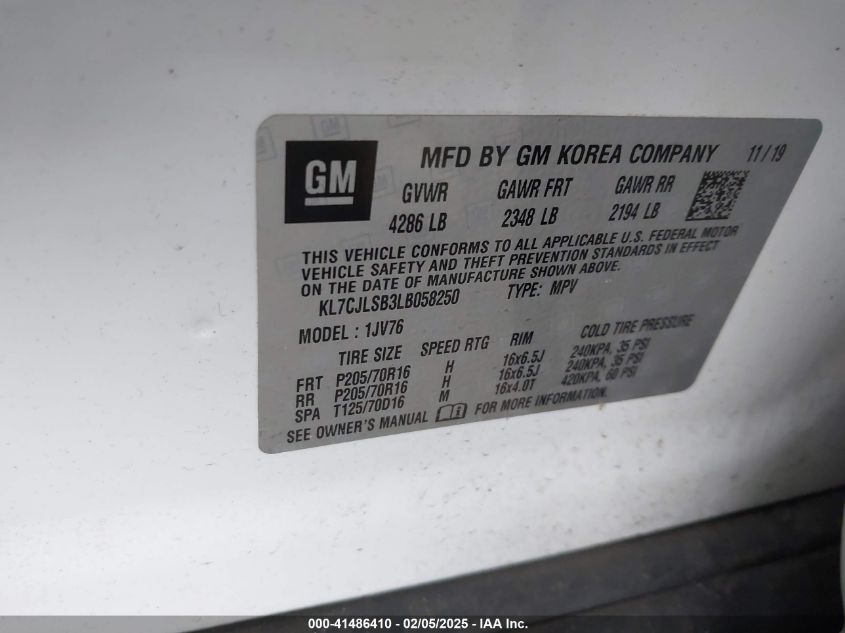 GM
MFD BY GM KOREA COMPANY 11/19
GVWR GAWR FRT GAWR RR
4286 LB 2348 LB 2194 LB
THIS VEHICLE CONFORMS TO ALL APPLICABLE U.S. FEDERAL MOTOR
VEHICLE SAFETY AND THEFT PREVENTION STANDARDS IN EFFECT
ON THE DATE OF MANUFACTURE SHOWN ABOVE.
KL7CJLSB3LB058250 TYPE: MPV
MODEL : 1JV76
TIRE SIZE SPEED RTG RIM COLD TIRE PRESSURE
FRT P205/70R16 H 16x6.5J 240KPA, 35 PSI
RR P205/70R16 H 16x6.5J 240KPA, 35 PSI
SPA T125/70D16 M 16x4.0T 420KPA, 60 PSI
SEE OWNER'S MANUAL FOR MORE INFORMATION.
000-41486410 - 02/05/2025 - IAA Inc.